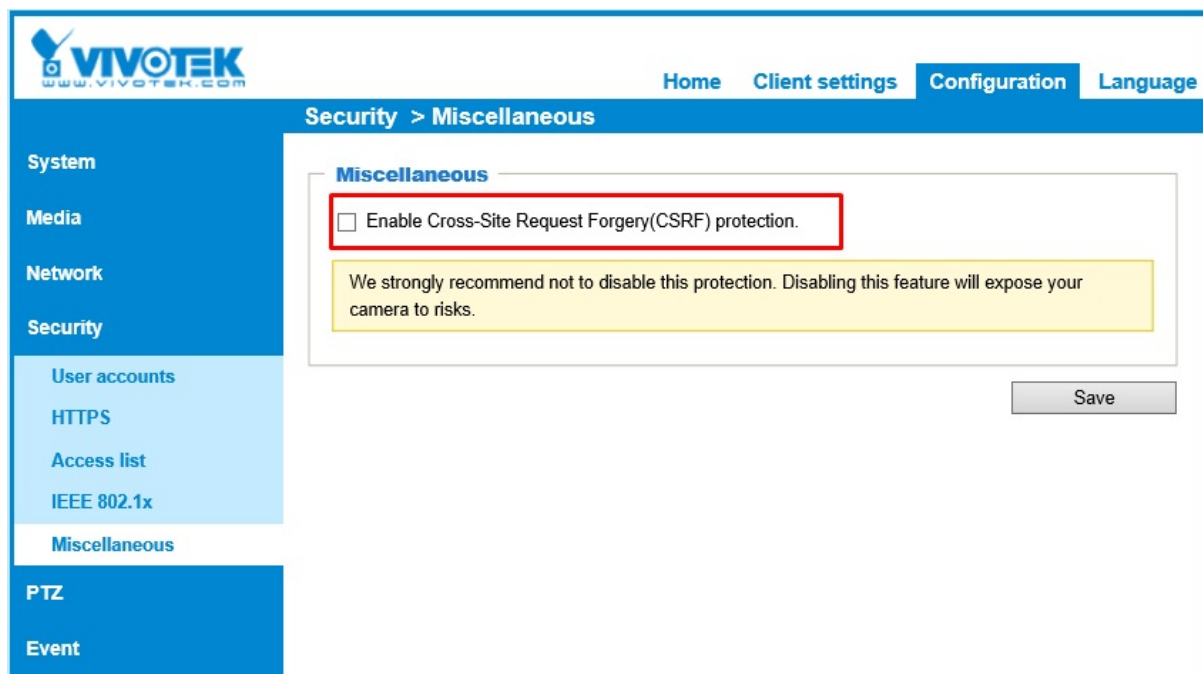 VIVOTEK
www.vivotek.com
Home Client settings Configuration Language
Security > Miscellaneous
System
Media
Network
Security
User accounts
HTTPS
Access list
IEEE 802.1x
Miscellaneous
PTZ
Event
Miscellaneous
Enable Cross-Site Request Forgery(CSRF) protection.
We strongly recommend not to disable this protection. Disabling this feature will expose your
camera to risks.
Save